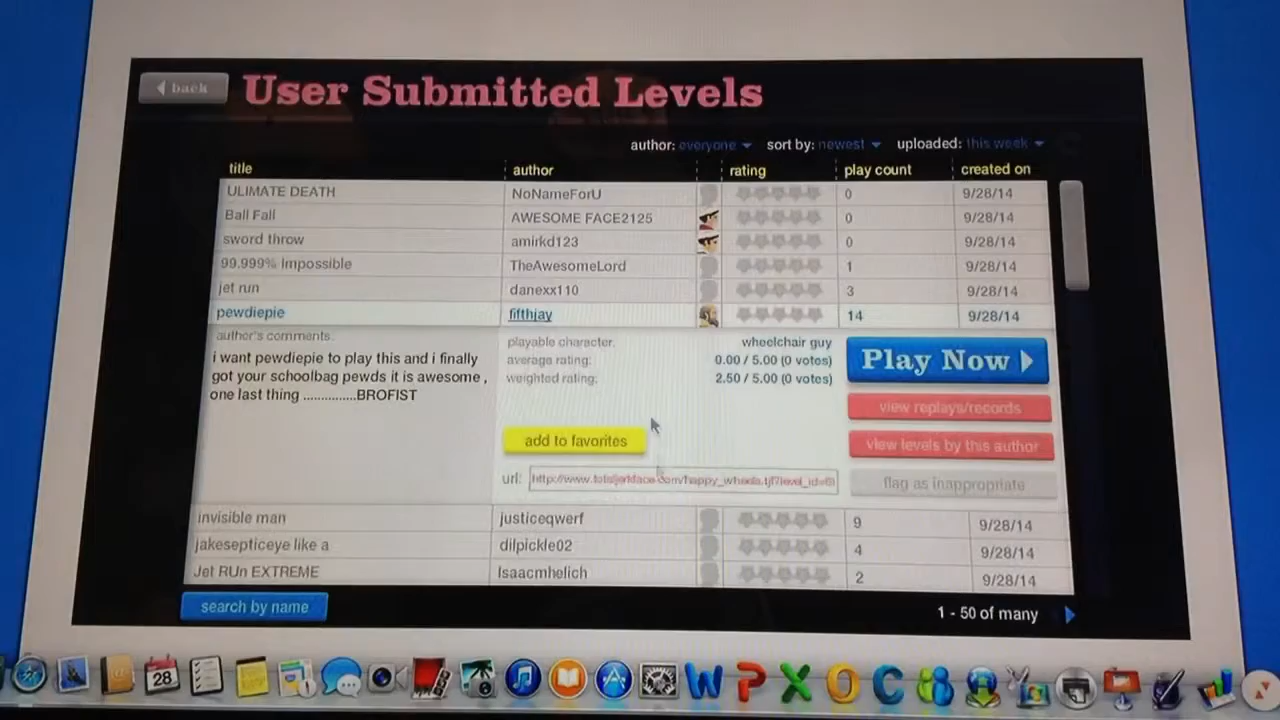 back
User Submitted Levels
author: everyone sort by: newest uploaded: this week
title author rating play count created on
ULIMATE DEATH NoNameForU 0 9/28/14
Ball Fall AWESOME FACE2125 0 9/28/14
sword throw amirkd123 0 9/28/14
99.999% Impossible TheAwesomeLord 1 9/28/14
jet run danexx110 3 9/28/14
pewdiepie fifthjay 14 9/28/14
author's comments:
i want pewdiepie to play this and i finally
got your schoolbag pewds it is awesome ,
one last thing ...............BROFIST
playable character: wheelchair guy
average rating: 0.00 / 5.00 (0 votes)
weighted rating: 2.50 / 5.00 (0 votes)
Play Now
view replays/records
add to favorites
view levels by this author
url: http://www.totaljerkface.com/happy_wheels.tjf?level_id=
flag as inappropriate
invisible man justiceqwerf 9 9/28/14
jakesepticeye like a dilpickle02 4 9/28/14
Jet RUn EXTREME Isaacmhelich 2 9/28/14
search by name
1 - 50 of many
28
W P X O C